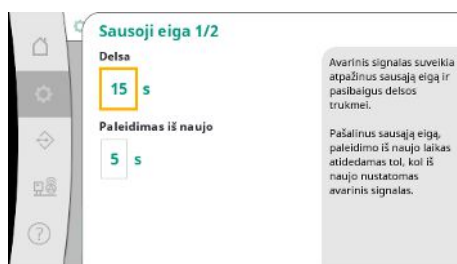 Sausoji eiga 1/2
Delsa
15 s
Paleidimas iš naujo
5 s
Avarinis signalas suveikia
atpažinus sausąją eigą ir
pasibaigus delsos
trukmei.
Pašalinus sausąją eigą,
paleidimo iš naujo laikas
atidedamas tol, kol iš
naujo nustatomas
avarinis signalas.